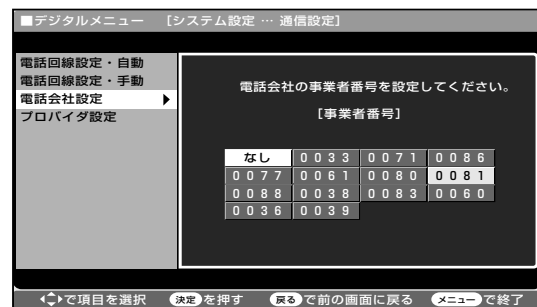 ■デジタルメニュー [システム設定 … 通信設定]
電話回線設定・自動
電話回線設定・手動
電話会社設定 ▶
プロバイダ設定
電話会社の事業者番号を設定してください。
[事業者番号]
なし 0033 0071 0086
0077 0061 0080 0081
0088 0038 0083 0060
0036 0039
で項目を選択 決定を押す 戻るで前の画面に戻る メニューで終了